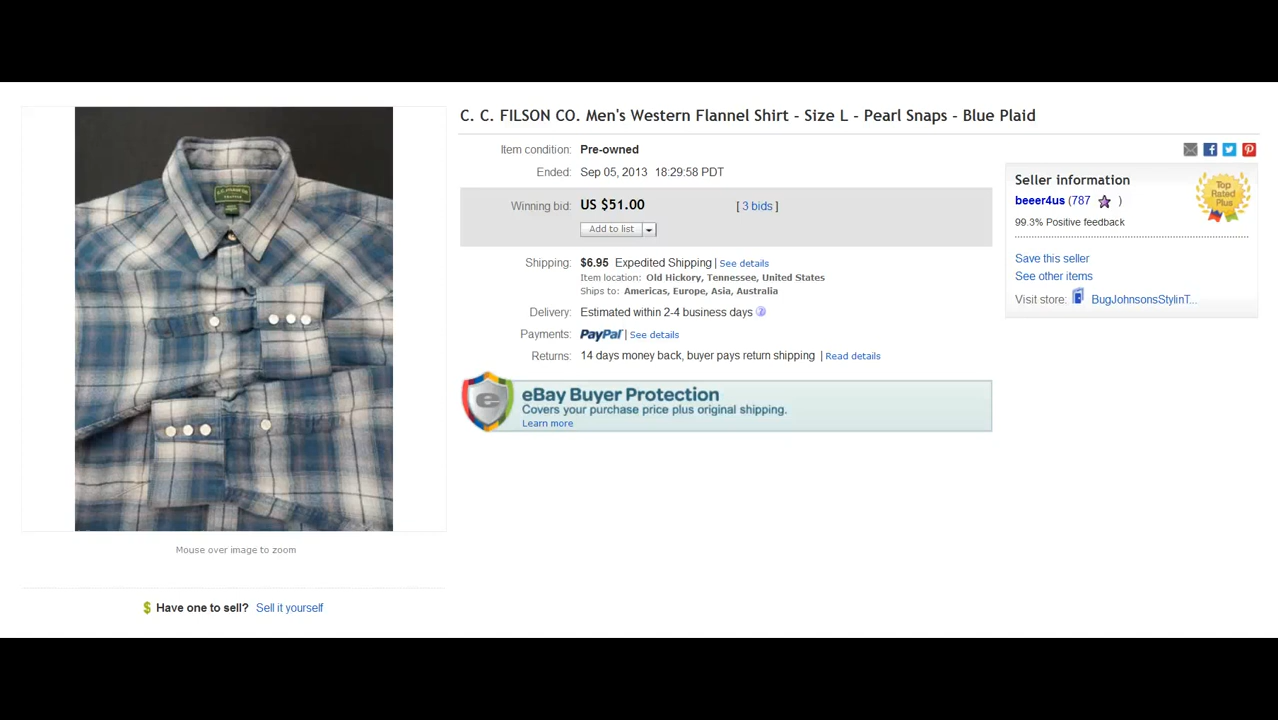 C. C. FILSON CO. Men's Western Flannel Shirt - Size L - Pearl Snaps - Blue Plaid
Item condition: Pre-owned
Ended: Sep 05, 2013 18:29:58 PDT
Winning bid: US $51.00 [ 3 bids ]
Add to list
Shipping: $6.95 Expedited Shipping | See details
Item location: Old Hickory, Tennessee, United States
Ships to: Americas, Europe, Asia, Australia
Delivery: Estimated within 2-4 business days
Payments: PayPal | See details
Returns: 14 days money back, buyer pays return shipping | Read details
e
eBay Buyer Protection
Covers your purchase price plus original shipping.
Learn more
Seller information
beeer4us (787 )
99.3% Positive feedback
Top
Rated
Plus
Save this seller
See other items
Visit store: BugJohnsonsStylinT...
Mouse over image to zoom
$ Have one to sell? Sell it yourself